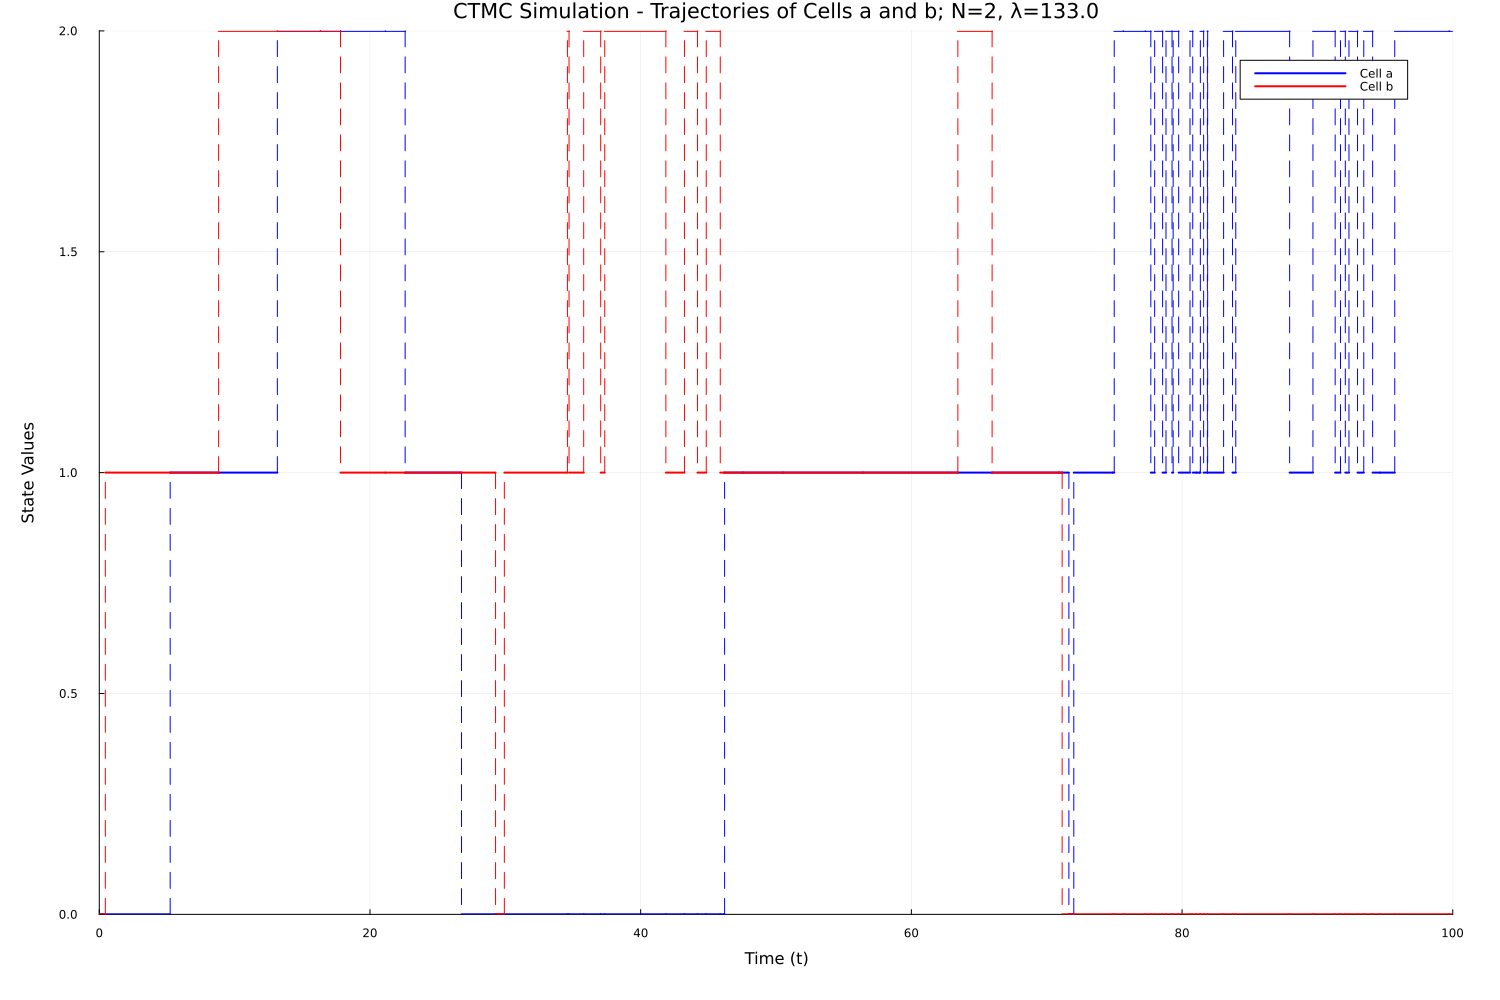 CTMC Simulation - Trajectories of Cells a and b; N=2, λ=133.0
2.0
Cell a
Cell b
1.5
1.0
State Values
0.5
0.0
0 20 40 60 80 100
Time (t)